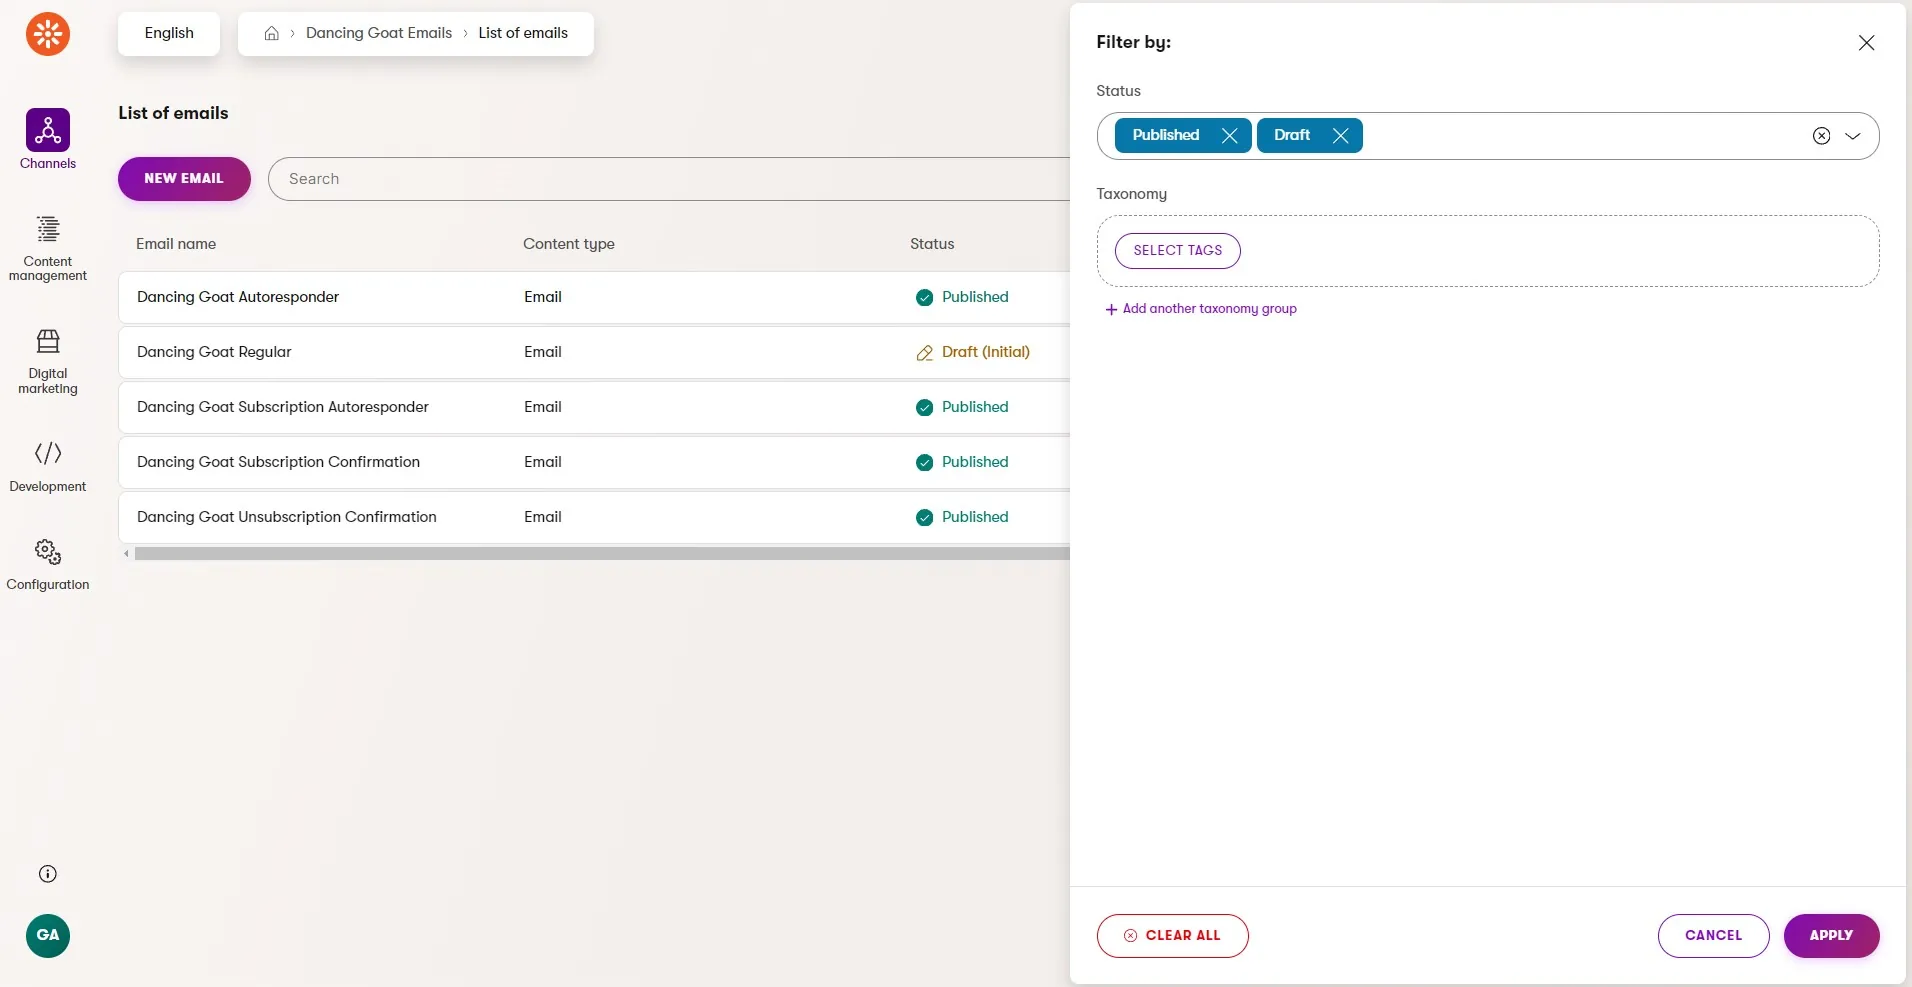 English
Dancing Goat Emails
List of emails
Channels
Content
management
Digital
marketing
Development
Configuration
GA
List of emails
NEW EMAIL
Search
Email name Content type Status
Dancing Goat Autoresponder Email Published
Dancing Goat Regular Email Draft (Initial)
Dancing Goat Subscription Autoresponder Email Published
Dancing Goat Subscription Confirmation Email Published
Dancing Goat Unsubscription Confirmation Email Published
Filter by:
Status
Published Draft
Taxonomy
SELECT TAGS
Add another taxonomy group
CLEAR ALL
CANCEL
APPLY